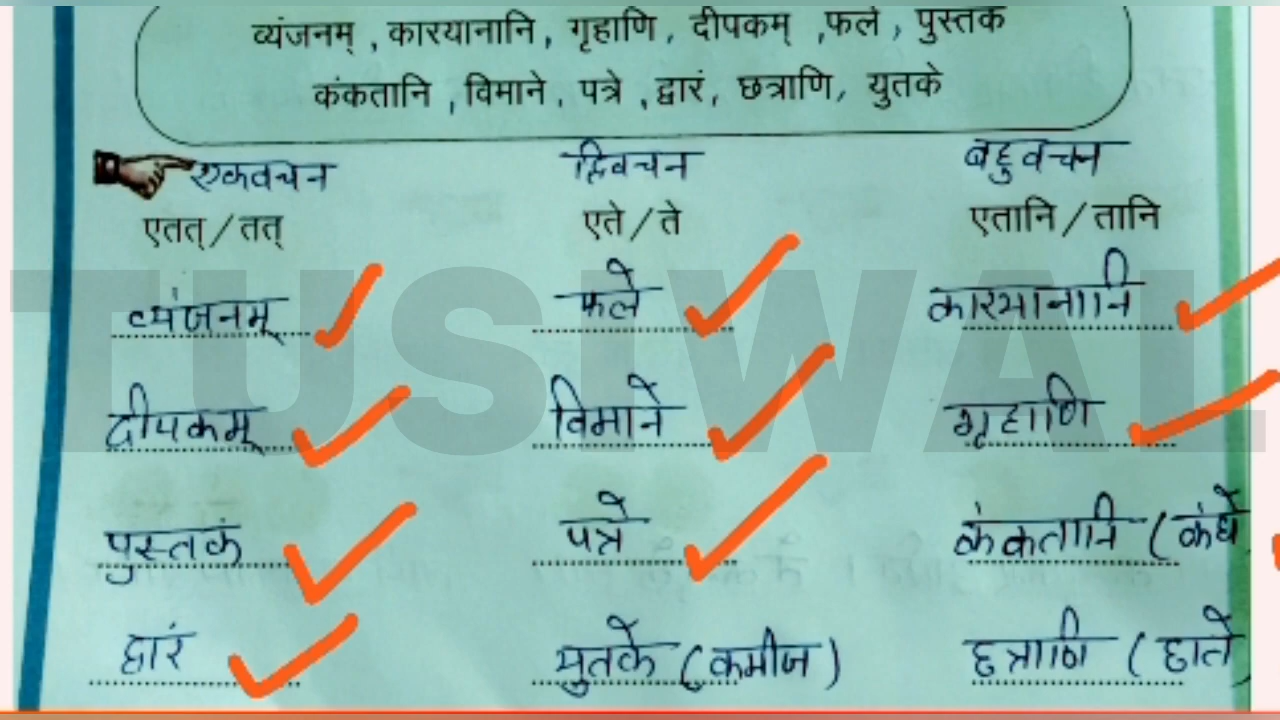 व्यंजनम् , कारयानानि, गृहाणि, दीपकम् ,फले, पुस्तक
कंकतानि ,विमाने, पत्रे ,द्वारं, छत्राणि, युतके
एकवचन द्विवचन बहुवचन
एतत्/तत् एते/ते एतानि/तानि
व्यंजनम् फले कारयानानि
दीपकम् विमाने गृहाणि
पुस्तकं पत्रे कंकतानि (कंघे
द्वारं युतके (कमीज) छत्राणि (छाते
TUSIWAL